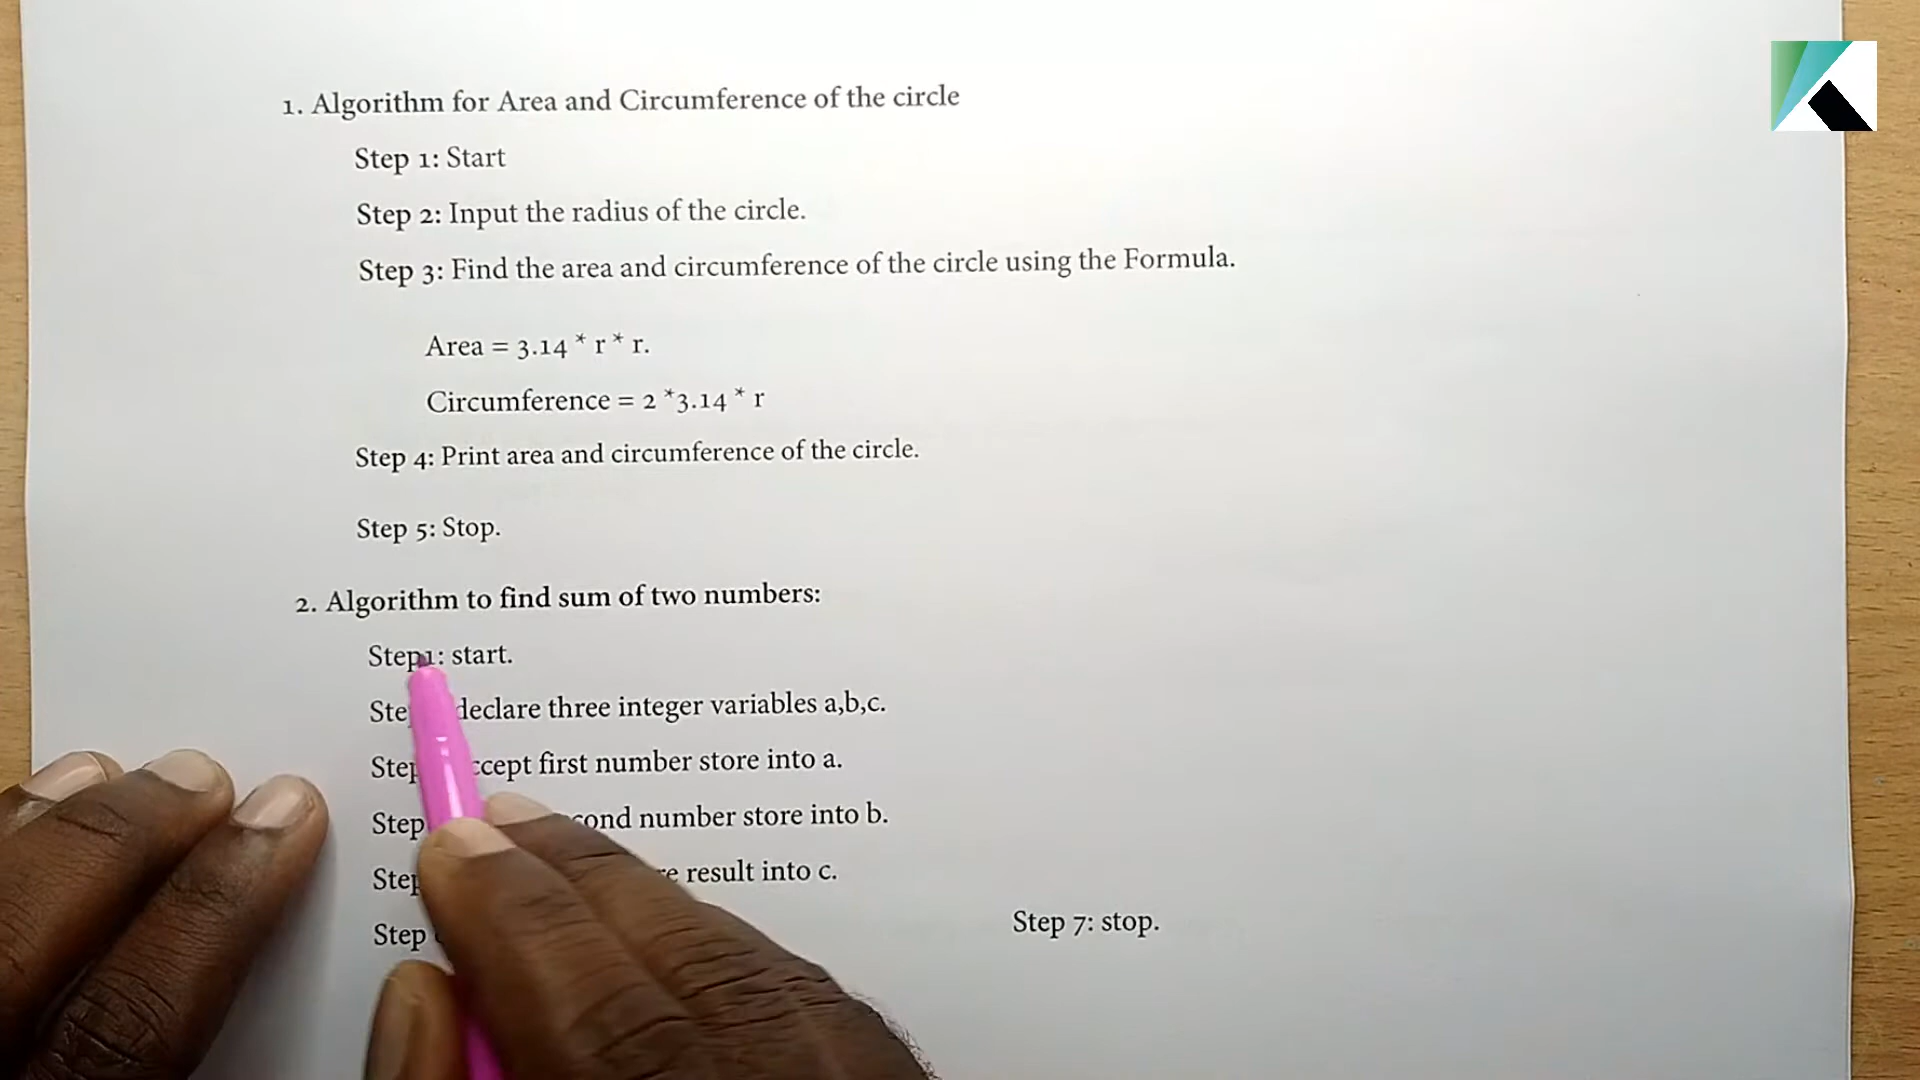 1. Algorithm for Area and Circumference of the circle
Step 1: Start
Step 2: Input the radius of the circle.
Step 3: Find the area and circumference of the circle using the Formula.
Area = 3.14 * r * r.
Circumference = 2 *3.14 * r
Step 4: Print area and circumference of the circle.
Step 5: Stop.
2. Algorithm to find sum of two numbers:
Step1: start.
declare three integer variables a,b,c.
first number store into a.
Step number store into b.
result into c.
Step
Step 7: stop.